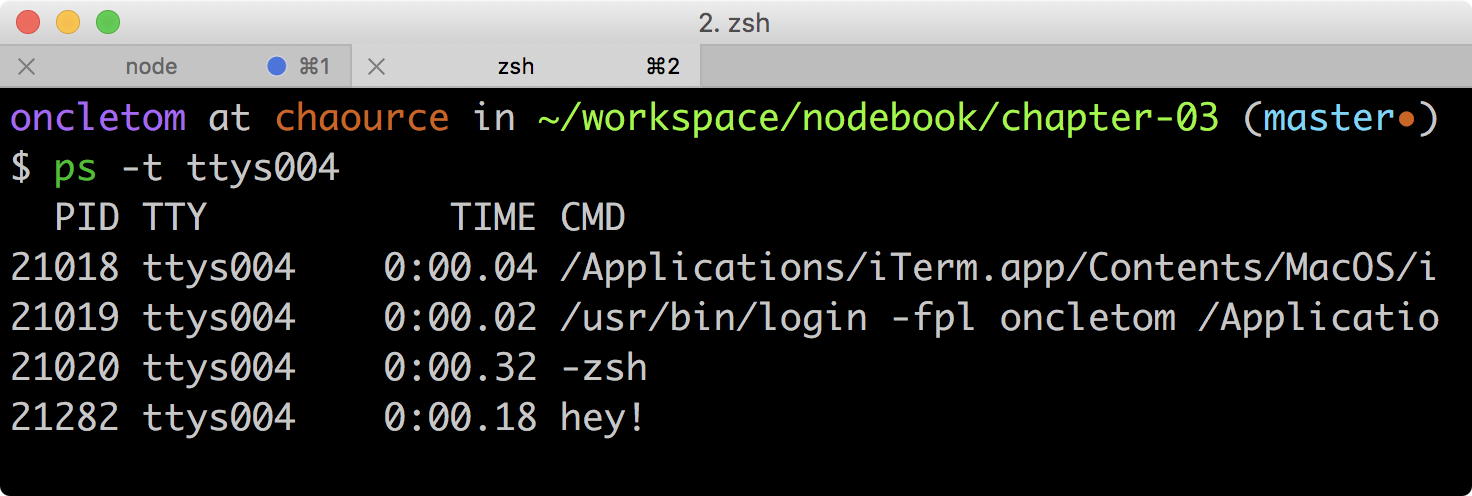 2. zsh
node ⌘1 zsh ⌘2
oncletom at chaource in ~/workspace/nodebook/chapter-03 (master•)
$ ps -t ttys004
PID TTY TIME CMD
21018 ttys004 0:00.04 /Applications/iTerm.app/Contents/MacOS/i
21019 ttys004 0:00.02 /usr/bin/login -fpl oncletom /Applicatio
21020 ttys004 0:00.32 -zsh
21282 ttys004 0:00.18 hey!